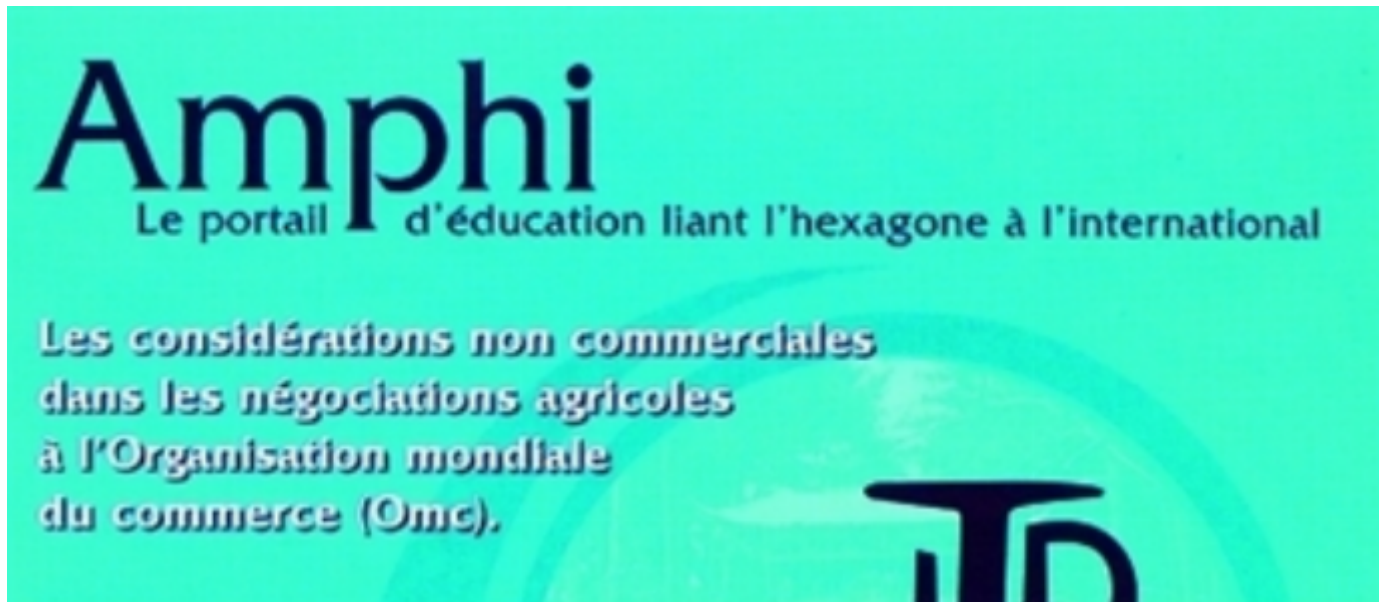 Amphi
Le portail d'éducation liant l'hexagone à l'international
Les considérations non commerciales
dans les négociations agricoles
à l'Organisation mondiale
du commerce (Omc).